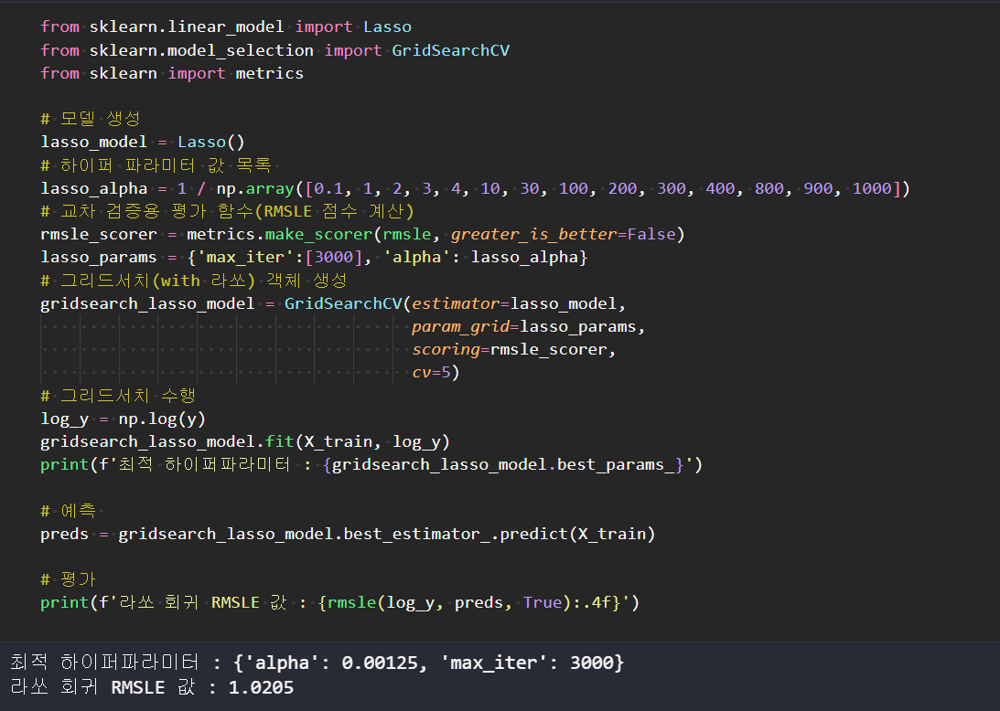 from sklearn.linear_model import Lasso
from sklearn.model_selection import GridSearchCV
from sklearn import metrics
# 모델 생성
lasso_model = Lasso()
# 하이퍼 파라미터 값 목록
lasso_alpha = 1 / np.array([0.1, 1, 2, 3, 4, 10, 30, 100, 200, 300, 400, 800, 900, 1000])
# 교차 검증용 평가 함수(RMSLE 점수 계산)
rmsle_scorer = metrics.make_scorer(rmsle, greater_is_better=False)
lasso_params = {'max_iter':[3000], 'alpha': lasso_alpha}
# 그리드서치(with 라쏘) 객체 생성
gridsearch_lasso_model = GridSearchCV(estimator=lasso_model,
param_grid=lasso_params,
scoring=rmsle_scorer,
cv=5)
# 그리드서치 수행
log_y = np.log(y)
gridsearch_lasso_model.fit(X_train, log_y)
print(f'최적 하이퍼파라미터 : {gridsearch_lasso_model.best_params_}')
# 예측
preds = gridsearch_lasso_model.best_estimator_.predict(X_train)
# 평가
print(f'라쏘 회귀 RMSLE 값 : {rmsle(log_y, preds, True):.4f}')
최적 하이퍼파라미터 : {'alpha': 0.00125, 'max_iter': 3000}
라쏘 회귀 RMSLE 값 : 1.0205